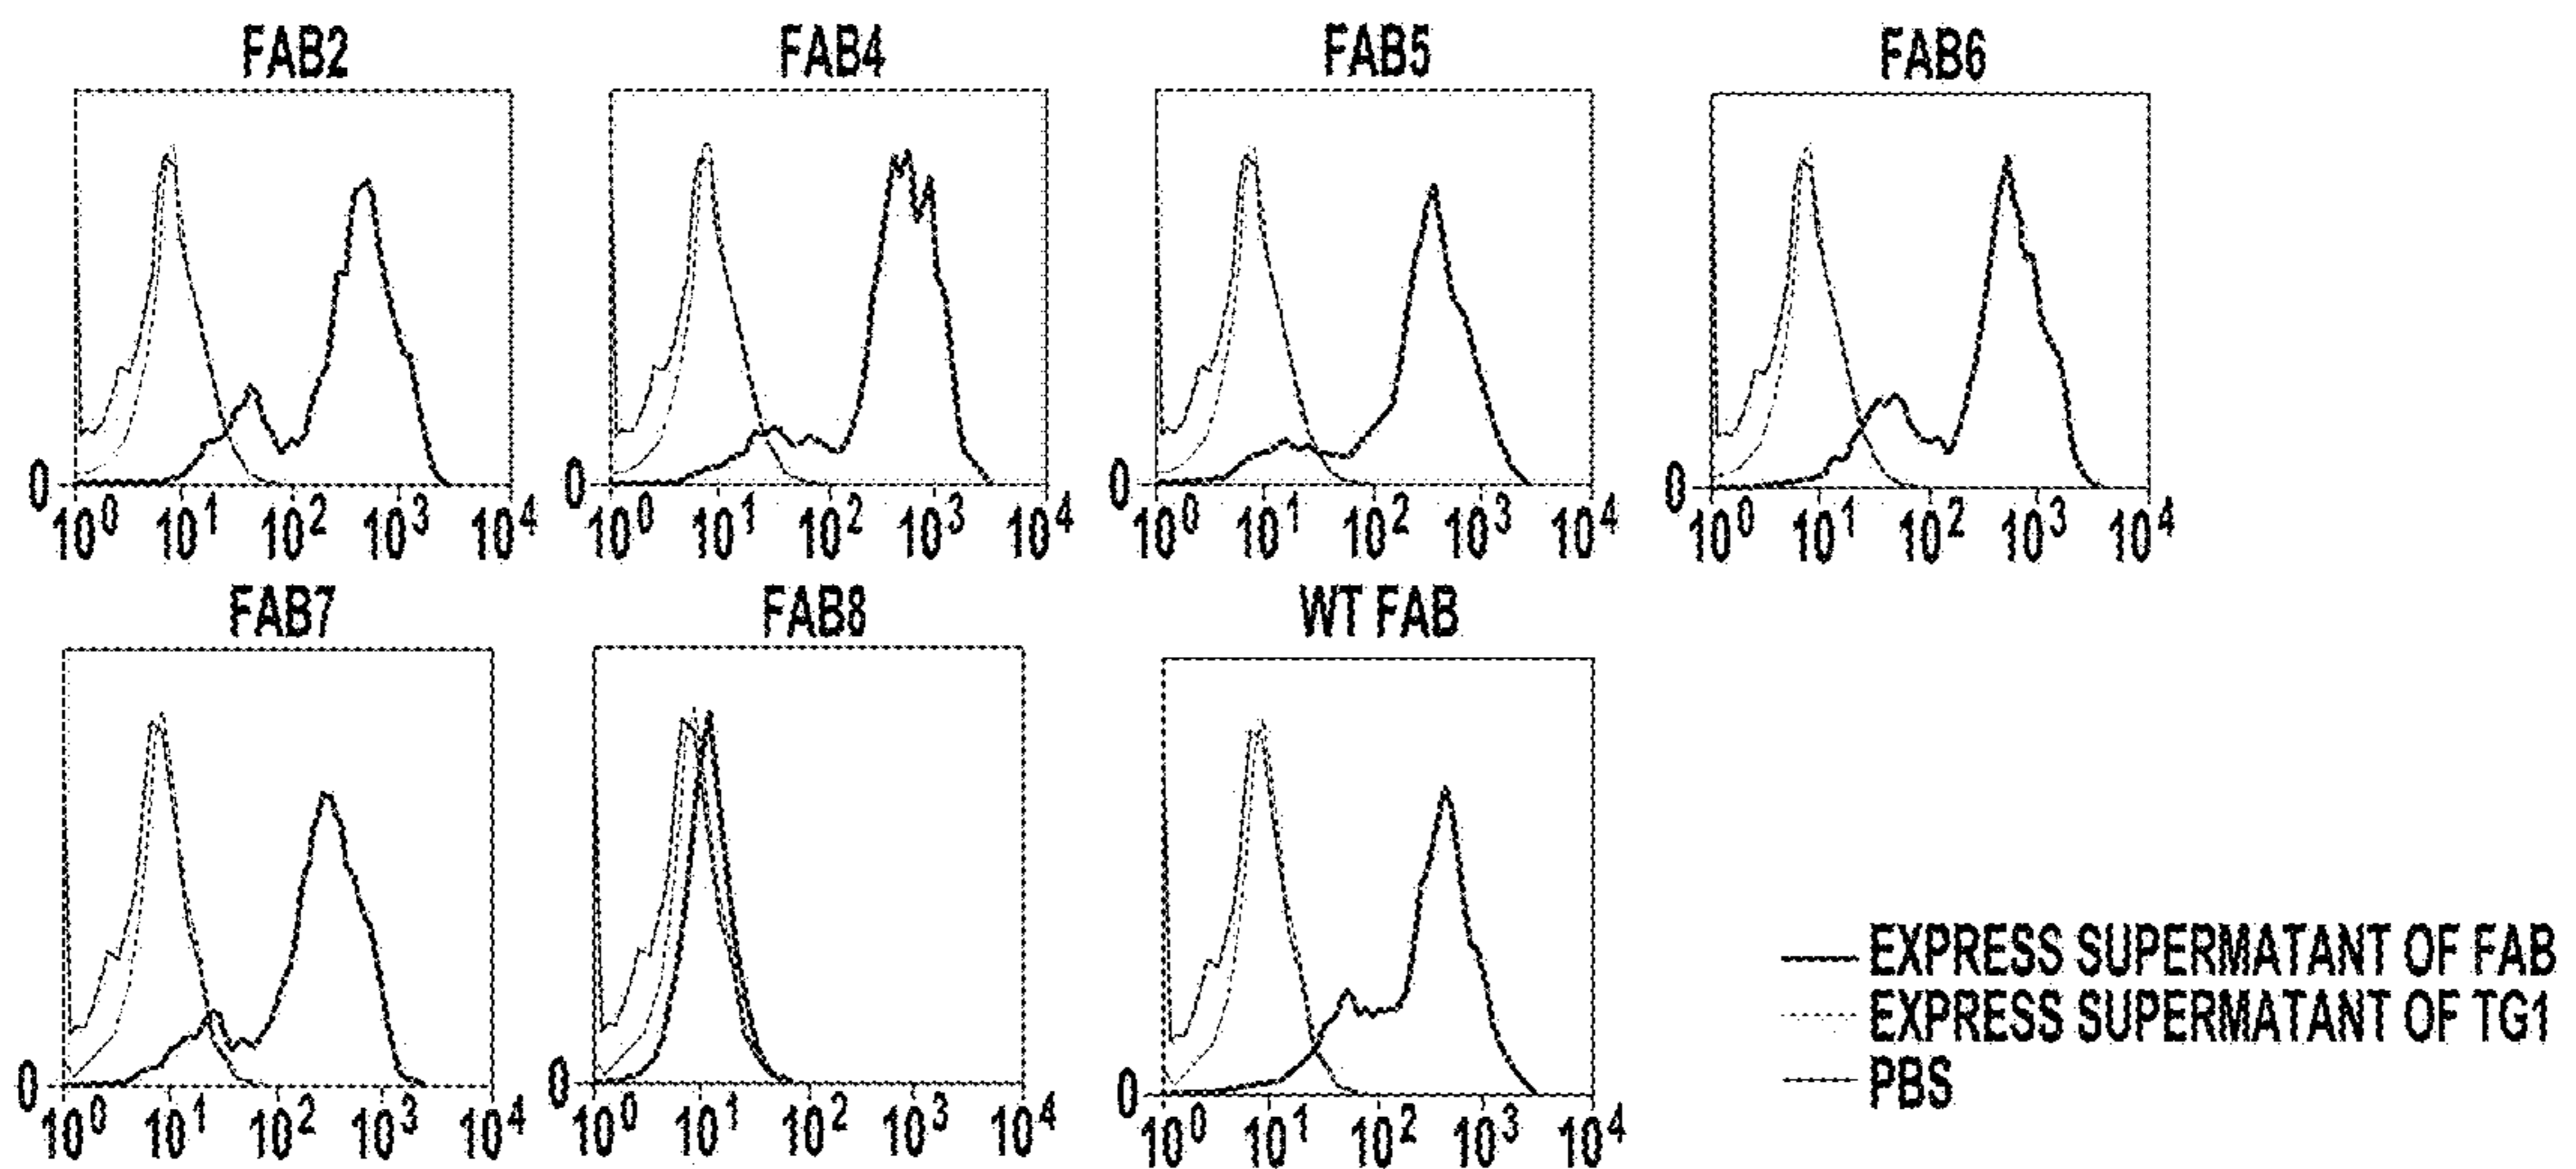 FAB2 FAB4 FAB5 FAB6
0 0 0 0
10^0 10^1 10^2 10^3 10^4 10^0 10^1 10^2 10^3 10^4 10^0 10^1 10^2 10^3 10^4 10^0 10^1 10^2 10^3 10^4
FAB7 FAB8 WT FAB
EXPRESS SUPERMATANT OF FAB
EXPRESS SUPERMATANT OF TG1
PBS
0 0 0
10^0 10^1 10^2 10^3 10^4 10^0 10^1 10^2 10^3 10^4 10^0 10^1 10^2 10^3 10^4